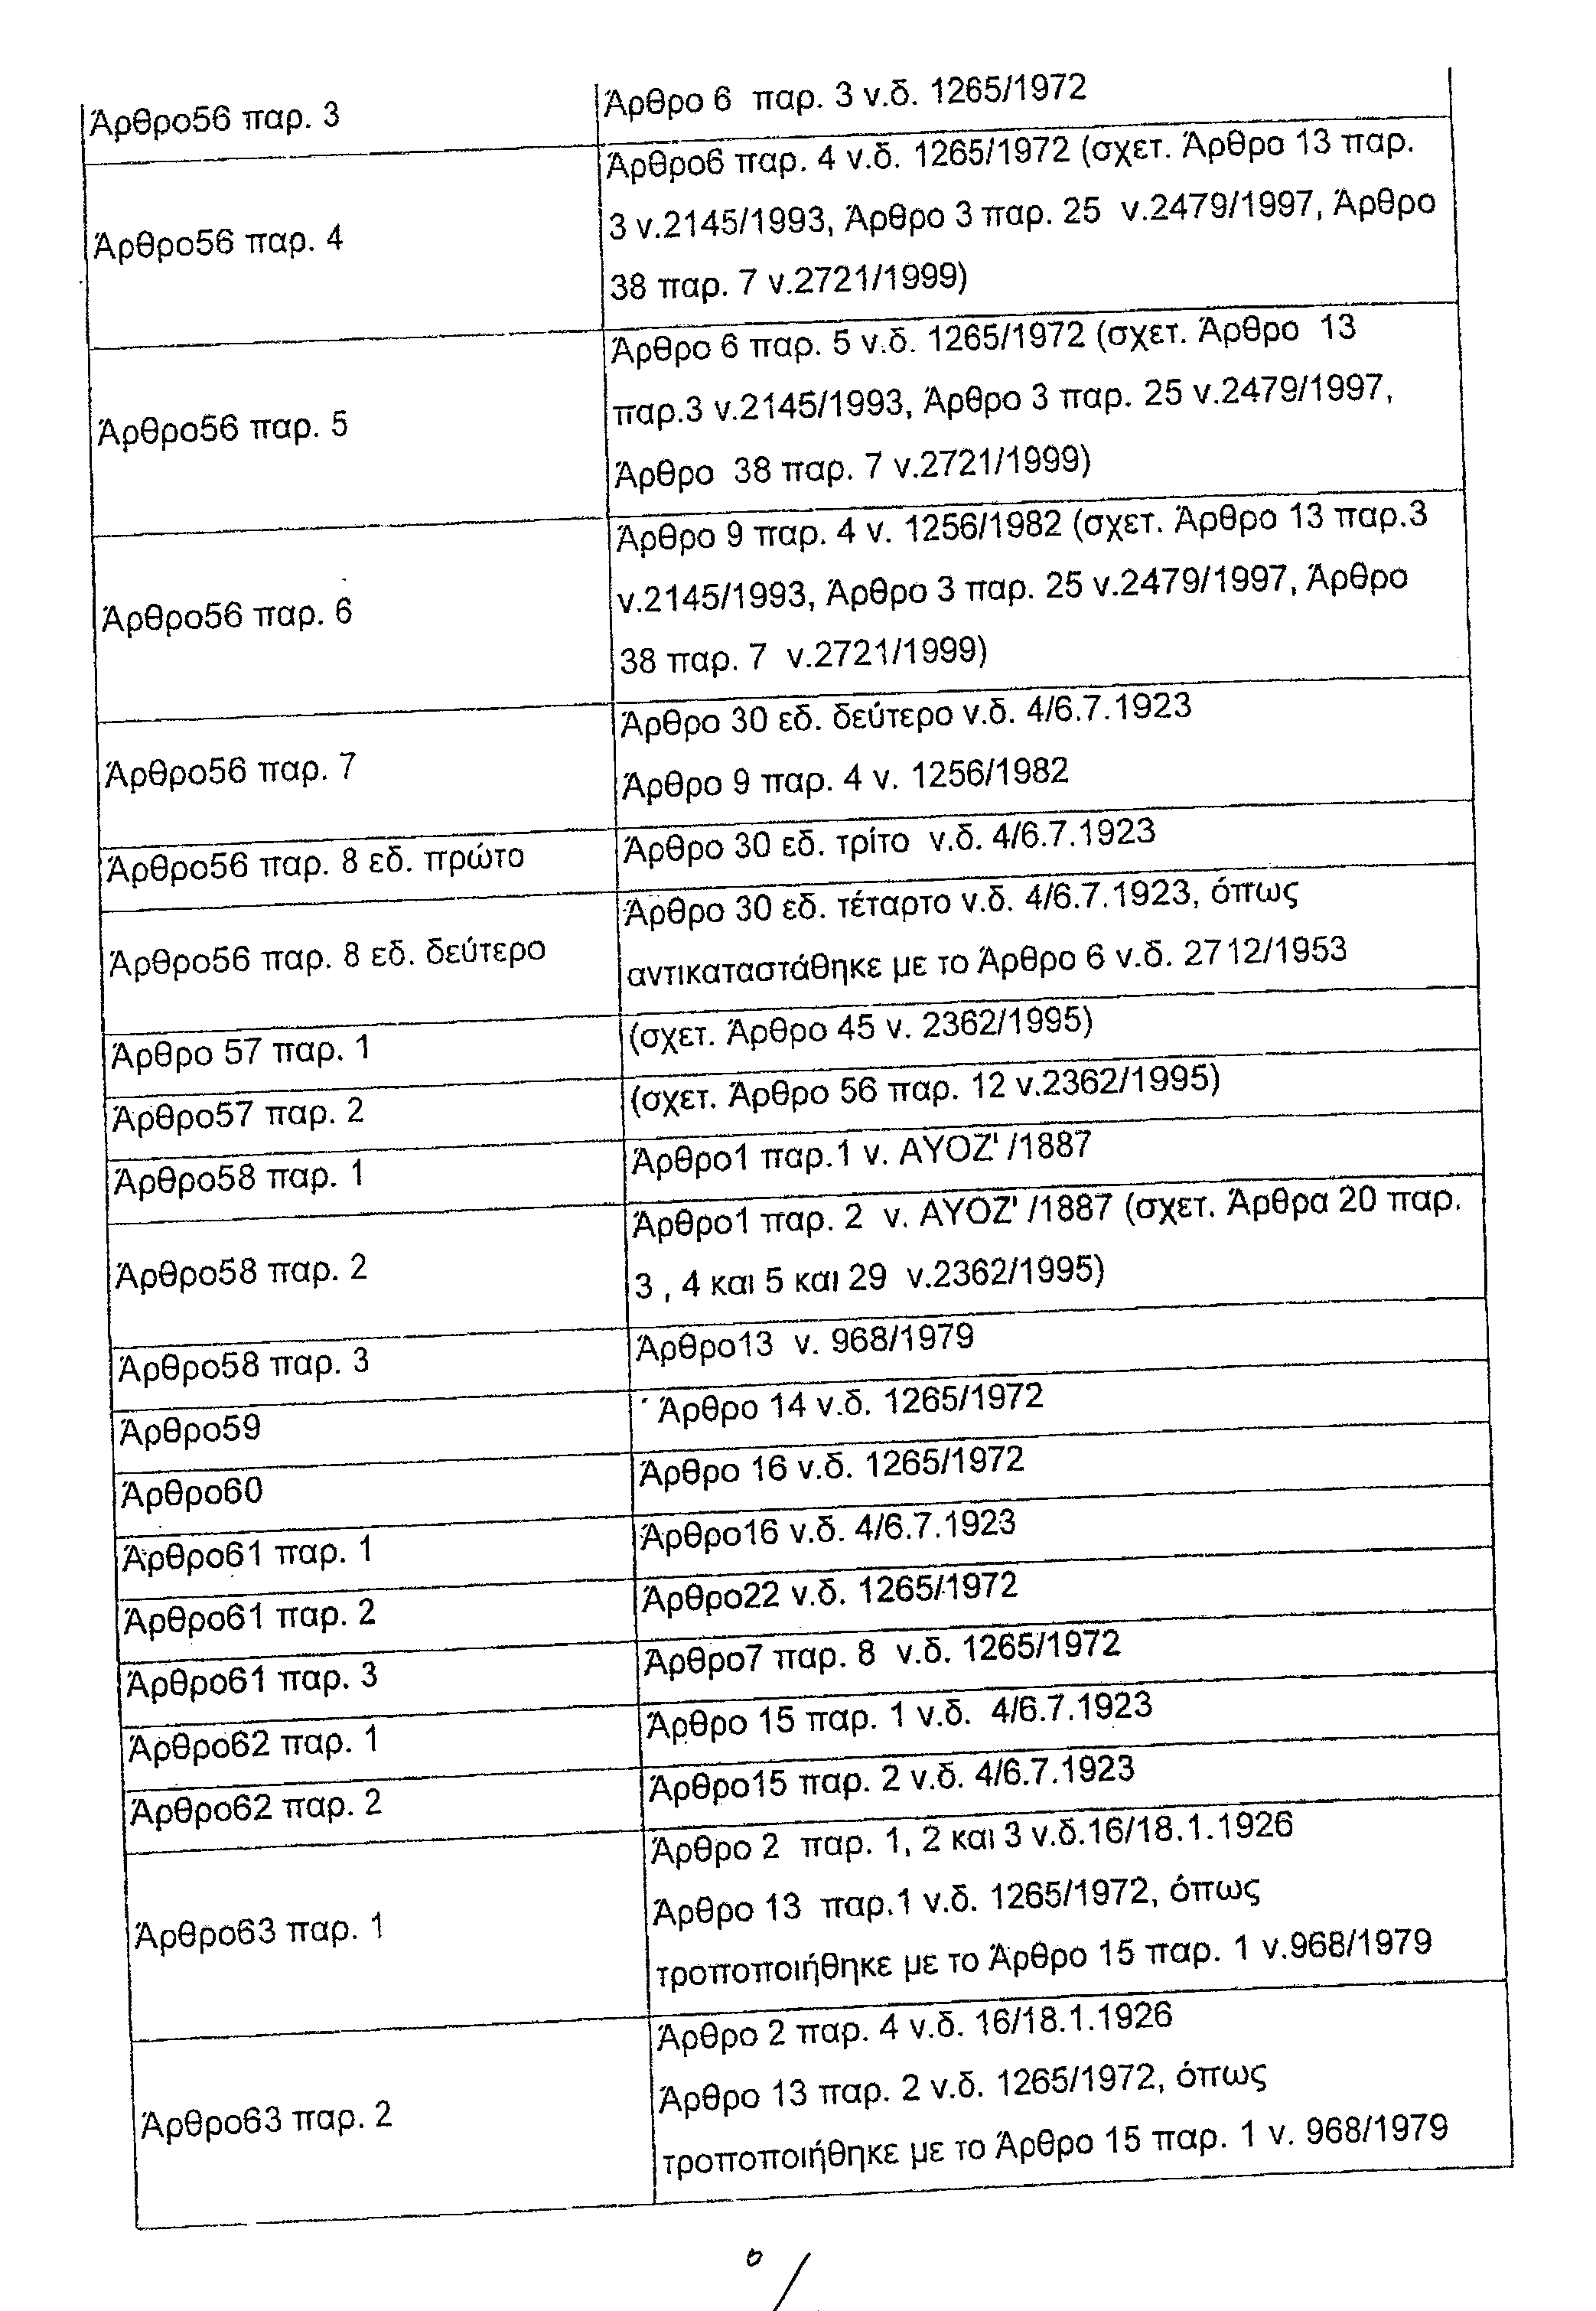 Άρθρο56 παρ. 3
Άρθρο 6 παρ. 3 ν.δ. 1265/1972
Άρθρο56 παρ. 4
Άρθρο6 παρ. 4 ν.δ. 1265/1972 (σχετ. Άρθρο 13 παρ.
3 ν.2145/1993, Άρθρο 3 παρ. 25 ν.2479/1997, Άρθρο
38 παρ. 7 ν.2721/1999)
Άρθρο56 παρ. 5
Άρθρο 6 παρ. 5 ν.δ. 1265/1972 (σχετ. Άρθρο 13
παρ.3 ν.2145/1993, Άρθρο 3 παρ. 25 ν.2479/1997,
Άρθρο 38 παρ. 7 ν.2721/1999)
Άρθρο56 παρ. 6
Άρθρο 9 παρ. 4 ν. 1256/1982 (σχετ. Άρθρο 13 παρ.3
ν.2145/1993, Άρθρο 3 παρ. 25 ν.2479/1997, Άρθρο
38 παρ. 7 ν.2721/1999)
Άρθρο56 παρ. 7
Άρθρο 30 εδ. δεύτερο ν.δ. 4/6.7.1923
Άρθρο 9 παρ. 4 ν. 1256/1982
Άρθρο56 παρ. 8 εδ. πρώτο
Άρθρο 30 εδ. τρίτο ν.δ. 4/6.7.1923
Άρθρο56 παρ. 8 εδ. δεύτερο
Άρθρο 30 εδ. τέταρτο ν.δ. 4/6.7.1923, όπως
αντικαταστάθηκε με το Άρθρο 6 ν.δ. 2712/1953
Άρθρο 57 παρ. 1
(σχετ. Άρθρο 45 ν. 2362/1995)
Άρθρο57 παρ. 2
(σχετ. Άρθρο 56 παρ. 12 ν.2362/1995)
Άρθρο58 παρ. 1
Άρθρο1 παρ.1 ν. ΑΥΟΖ' /1887
Άρθρο58 παρ. 2
Άρθρο1 παρ. 2 ν. ΑΥΟΖ' /1887 (σχετ. Άρθρα 20 παρ.
3 , 4 και 5 και 29 ν.2362/1995)
Άρθρο58 παρ. 3
Άρθρο13 ν. 968/1979
Άρθρο59
΄ Άρθρο 14 ν.δ. 1265/1972
Άρθρο60
Άρθρο 16 ν.δ. 1265/1972
Άρθρο61 παρ. 1
Άρθρο16 ν.δ. 4/6.7.1923
Άρθρο61 παρ. 2
Άρθρο22 ν.δ. 1265/1972
Άρθρο61 παρ. 3
Άρθρο7 παρ. 8 ν.δ. 1265/1972
Άρθρο62 παρ. 1
Άρθρο 15 παρ. 1 ν.δ. 4/6.7.1923
Άρθρο62 παρ. 2
Άρθρο15 παρ. 2 ν.δ. 4/6.7.1923
Άρθρο63 παρ. 1
Άρθρο 2 παρ. 1, 2 και 3 ν.δ.16/18.1.1926
Άρθρο 13 παρ.1 ν.δ. 1265/1972, όπως
τροποποιήθηκε με το Άρθρο 15 παρ. 1 ν.968/1979
Άρθρο63 παρ. 2
Άρθρο 2 παρ. 4 ν.δ. 16/18.1.1926
Άρθρο 13 παρ. 2 ν.δ. 1265/1972, όπως
τροποποιήθηκε με το Άρθρο 15 παρ. 1 ν. 968/1979